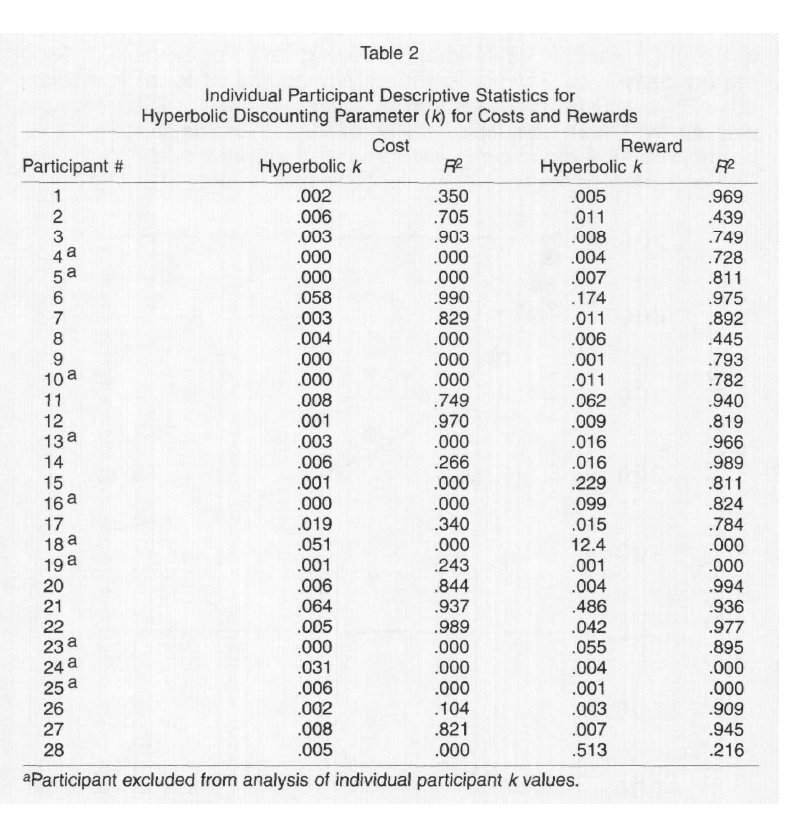 Table 2
Individual Participant Descriptive Statistics for
Hyperbolic Discounting Parameter (k) for Costs and Rewards
Cost Reward
Participant # Hyperbolic k R² Hyperbolic k R²
1 .002 .350 .005 .969
2 .006 .705 .011 .439
3 .003 .903 .008 .749
4 a .000 .000 .004 .728
5 a .000 .000 .007 .811
6 .058 .990 .174 .975
7 .003 .829 .011 .892
8 .004 .000 .006 .445
9 .000 .000 .001 .793
10 a .000 .000 .011 .782
11 .008 .749 .062 .940
12 .001 .970 .009 .819
13 a .003 .000 .016 .966
14 .006 .266 .016 .989
15 .001 .000 .229 .811
16 a .000 .000 .099 .824
17 .019 .340 .015 .784
18 a .051 .000 12.4 .000
19 a .001 .243 .001 .000
20 .006 .844 .004 .994
21 .064 .937 .486 .936
22 .005 .989 .042 .977
23 a .000 .000 .055 .895
24 a .031 .000 .004 .000
25 a .006 .000 .001 .000
26 .002 .104 .003 .909
27 .008 .821 .007 .945
28 .005 .000 .513 .216
aParticipant excluded from analysis of individual participant k values.